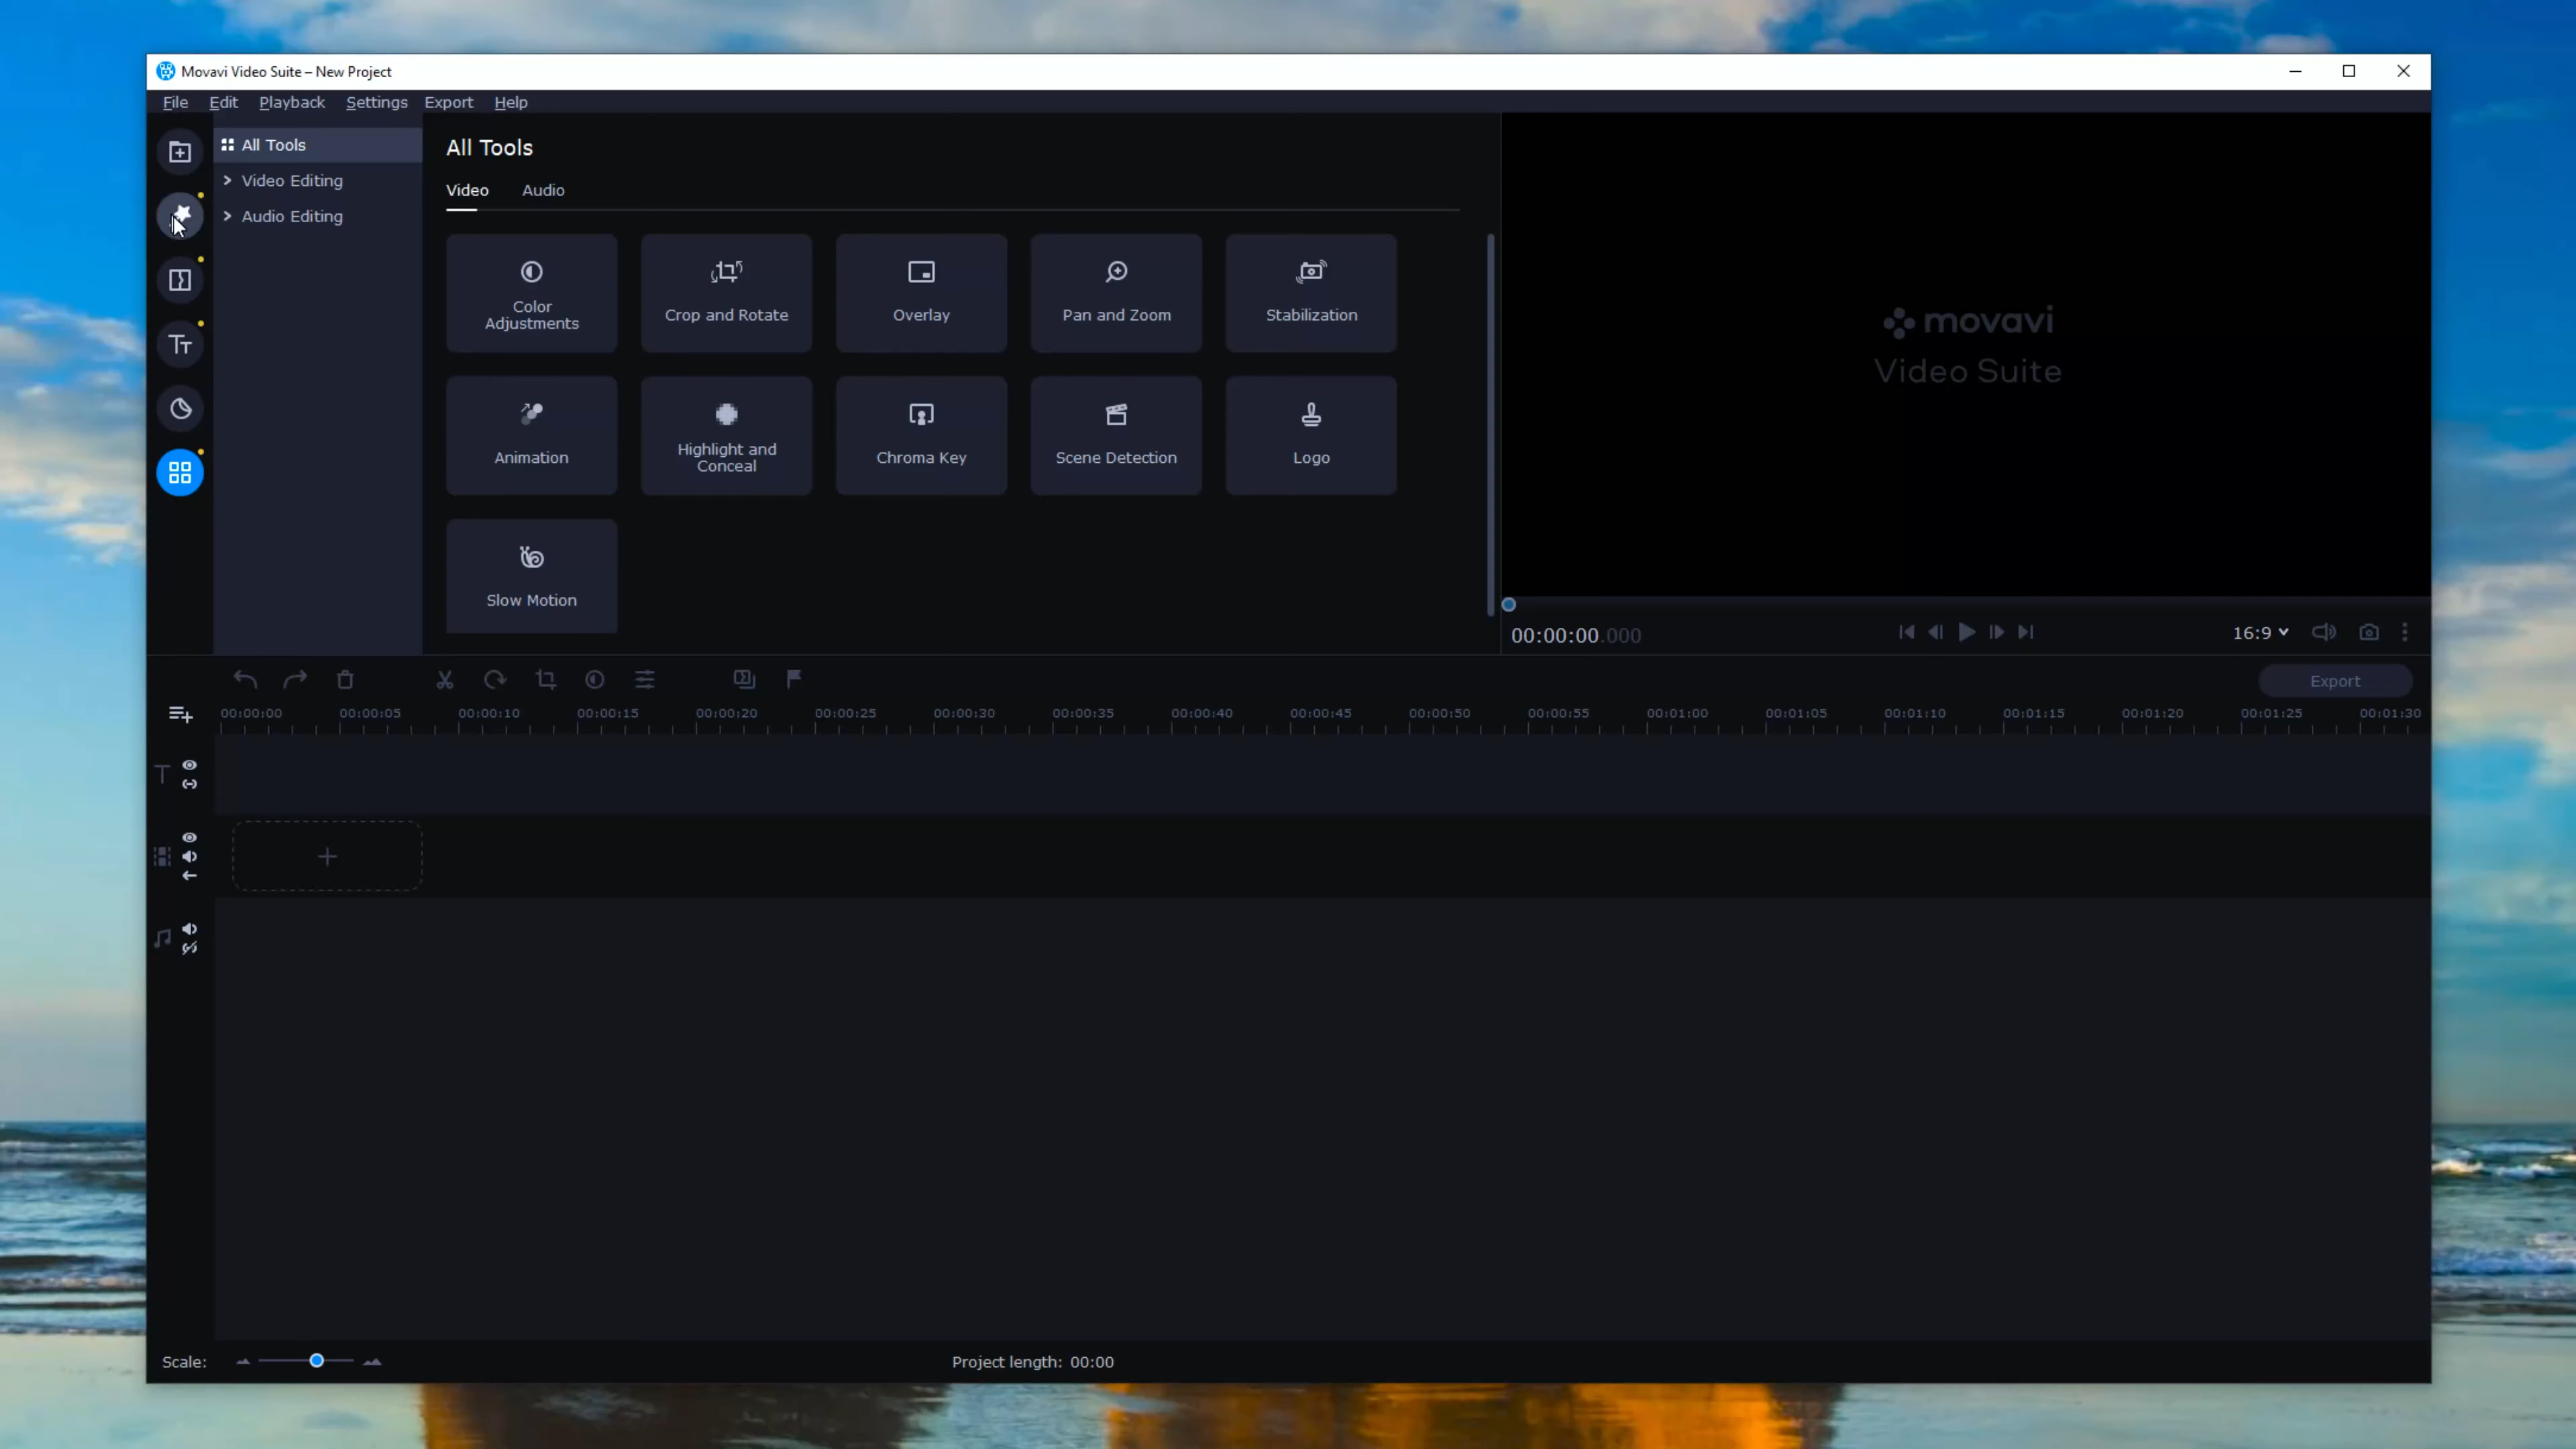 Movavi Video Suite – New Project
File Edit Playback Settings Export Help
All Tools
Video Editing
Audio Editing
All Tools
Video Audio
Color
Adjustments
Crop and Rotate
Overlay
Pan and Zoom
Stabilization
Animation
Highlight and
Conceal
Chroma Key
Scene Detection
Logo
Slow Motion
movavi
Video Suite
00:00:00.000
16:9
Export
00:00:00 00:00:05 00:00:10 00:00:15 00:00:20 00:00:25 00:00:30 00:00:35 00:00:40 00:00:45 00:00:50 00:00:55 00:01:00 00:01:05 00:01:10 00:01:15 00:01:20 00:01:25 00:01:30
Scale:
Project length: 00:00